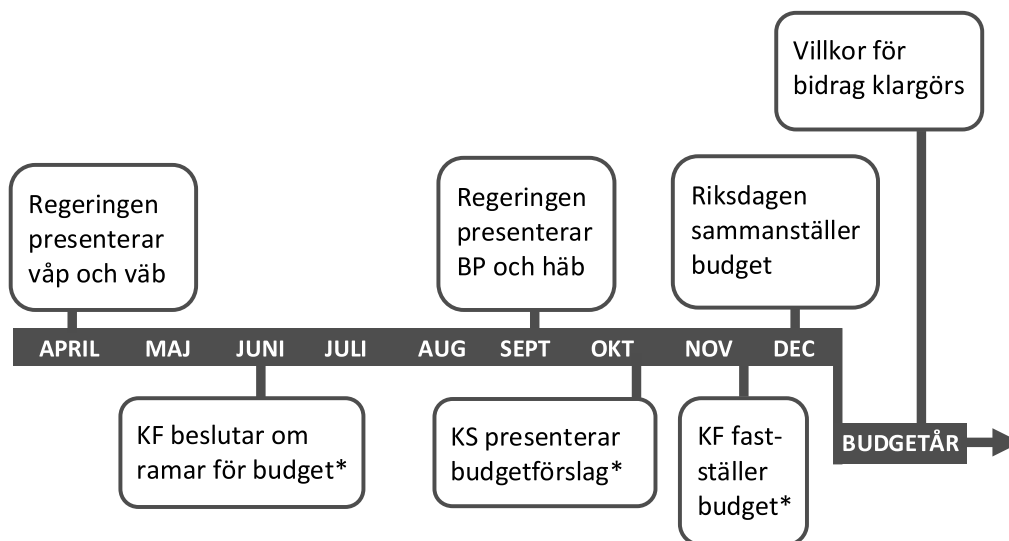 Villkor för
bidrag klargörs
Regeringen
presenterar
våp och väb
Regeringen
presenterar
BP och häb
Riksdagen
sammanställer
budget
APRIL MAJ JUNI JULI AUG SEPT OKT NOV DEC
KF beslutar om
ramar för budget*
KS presenterar
budgetförslag*
KF fast-
ställer
budget*
BUDGETÅR